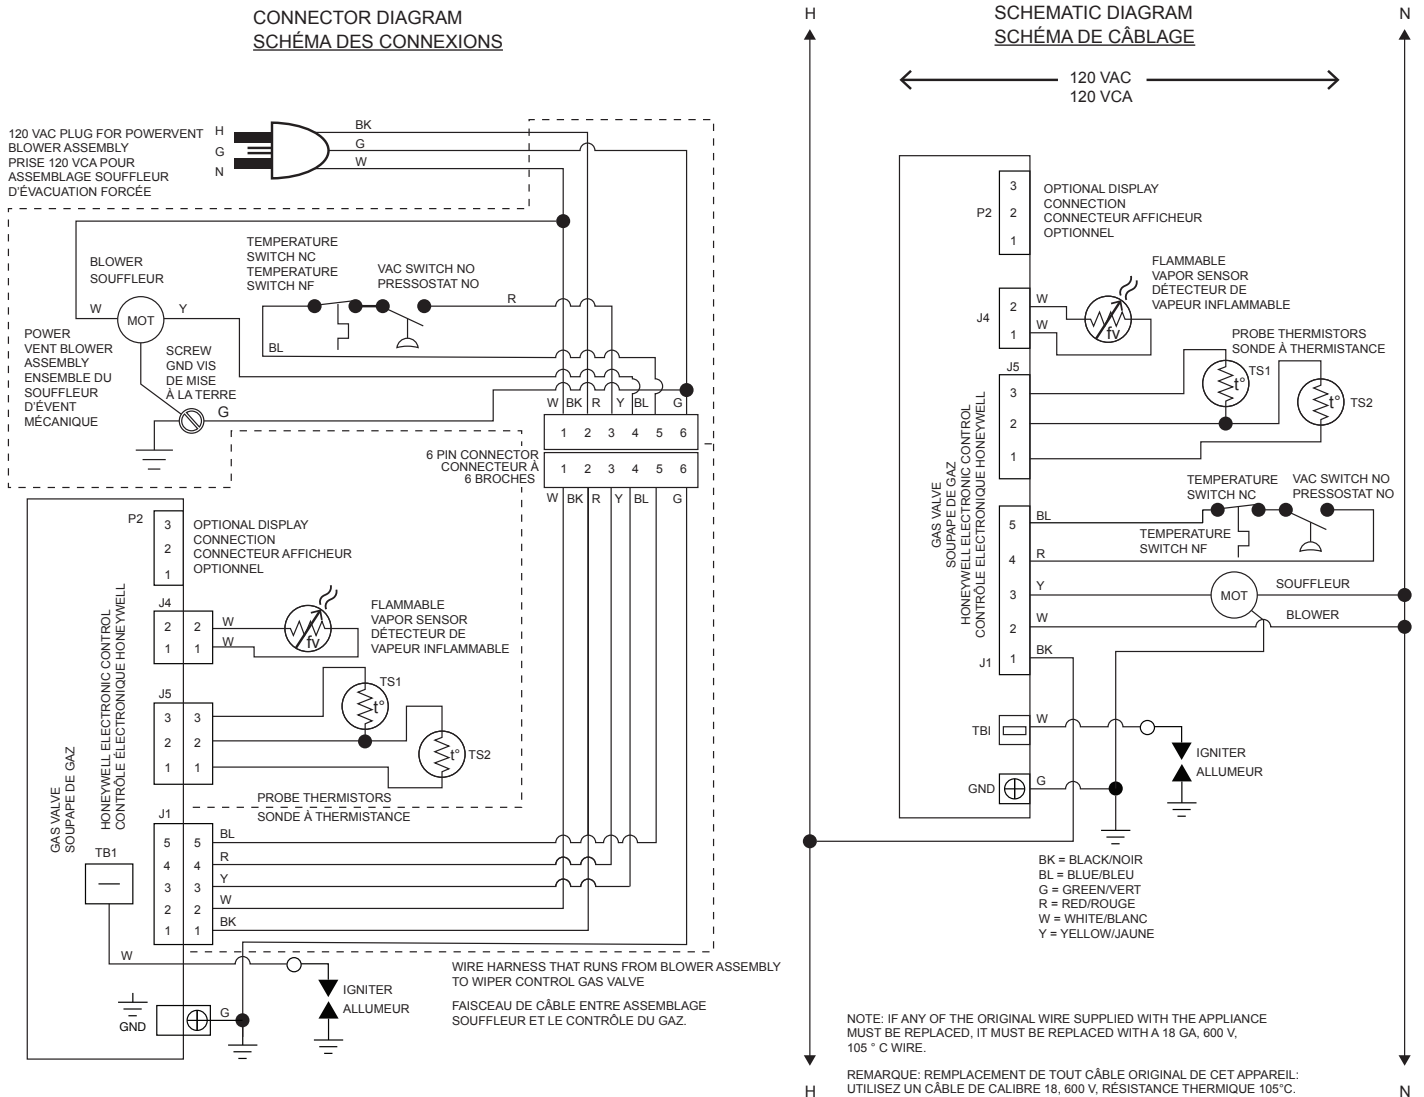 CONNECTOR DIAGRAM
SCHÉMA DES CONNEXIONS
120 VAC PLUG FOR POWERVENT
BLOWER ASSEMBLY
PRISE 120 VCA POUR
ASSEMBLAGE SOUFFLEUR
D'ÉVACUATION FORCÉE
H
G
N
BK
G
W
BLOWER
SOUFFLEUR
TEMPERATURE
SWITCH NC
TEMPERATURE
SWITCH NF
VAC SWITCH NO
PRESSOSTAT NO
R
W
MOT
Y
BL
POWER
VENT BLOWER
ASSEMBLY
ENSEMBLE DU
SOUFFLEUR
D'ÉVENT
MÉCANIQUE
SCREW
GND VIS
DE MISE
À LA TERRE
G
W BK R Y BL G
1 2 3 4 5 6
6 PIN CONNECTOR
CONNECTEUR À
6 BROCHES
1 2 3 4 5 6
W BK R Y BL G
P2
3
2
1
OPTIONAL DISPLAY
CONNECTION
CONNECTEUR AFFICHEUR
OPTIONNEL
J4
2 2
1 1
W
W
fv
FLAMMABLE
VAPOR SENSOR
DÉTECTEUR DE
VAPEUR INFLAMMABLE
J5
3 3
2 2
1 1
TS1
t°
TS2
t°
PROBE THERMISTORS
SONDE À THERMISTANCE
GAS VALVE
SOUPAPE DE GAZ
HONEYWELL ELECTRONIC CONTROL
CONTRÔLE ÉLECTRONIQUE HONEYWELL
J1
5 5
4 4
3 3
2 2
1 1
BL
R
Y
W
BK
TB1
W
IGNITER
ALLUMEUR
GND
G
WIRE HARNESS THAT RUNS FROM BLOWER ASSEMBLY
TO WIPER CONTROL GAS VALVE
FAISCEAU DE CÂBLE ENTRE ASSEMBLAGE
SOUFFLEUR ET LE CONTRÔLE DU GAZ.
H
SCHEMATIC DIAGRAM
SCHÉMA DE CÂBLAGE
N
120 VAC
120 VCA
P2
3
2
1
OPTIONAL DISPLAY
CONNECTION
CONNECTEUR AFFICHEUR
OPTIONNEL
J4
2
1
W
W
fv
FLAMMABLE
VAPOR SENSOR
DÉTECTEUR DE
VAPEUR INFLAMMABLE
PROBE THERMISTORS
SONDE À THERMISTANCE
J5
3
2
1
TS1
t°
TS2
t°
GAS VALVE
SOUPAPE DE GAZ
HONEYWELL ELECTRONIC CONTROL
CONTRÔLE ELECTRONIQUE HONEYWELL
TEMPERATURE
SWITCH NC
VAC SWITCH NO
PRESSOSTAT NO
TEMPERATURE
SWITCH NF
J1
5
4
3
2
1
BL
R
Y
W
BK
MOT
SOUFFLEUR
BLOWER
TBI
W
IGNITER
ALLUMEUR
GND
G
BK = BLACK/NOIR
BL = BLUE/BLEU
G = GREEN/VERT
R = RED/ROUGE
W = WHITE/BLANC
Y = YELLOW/JAUNE
NOTE: IF ANY OF THE ORIGINAL WIRE SUPPLIED WITH THE APPLIANCE
MUST BE REPLACED, IT MUST BE REPLACED WITH A 18 GA, 600 V,
105 ° C WIRE.
REMARQUE: REMPLACEMENT DE TOUT CÂBLE ORIGINAL DE CET APPAREIL:
UTILISEZ UN CÂBLE DE CALIBRE 18, 600 V, RÉSISTANCE THERMIQUE 105°C.
H
N